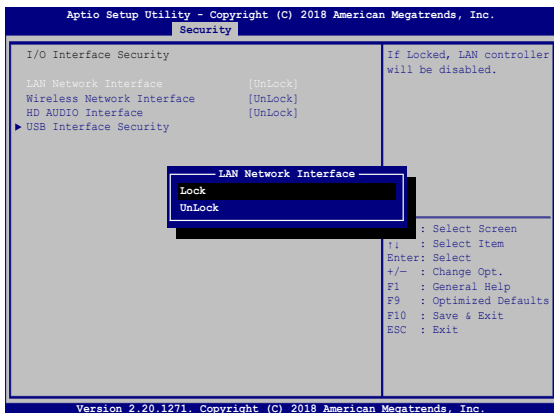 Aptio Setup Utility - Copyright (C) 2018 American Megatrends, Inc.
Security
I/O Interface Security
LAN Network Interface [UnLock]
Wireless Network Interface [UnLock]
HD AUDIO Interface [UnLock]
USB Interface Security
If Locked, LAN controller
will be disabled.
LAN Network Interface
Lock
UnLock
: Select Screen
↑↓ : Select Item
Enter: Select
+/— : Change Opt.
F1 : General Help
F9 : Optimized Defaults
F10 : Save & Exit
ESC : Exit
Version 2.20.1271. Copyright (C) 2018 American Megatrends, Inc.